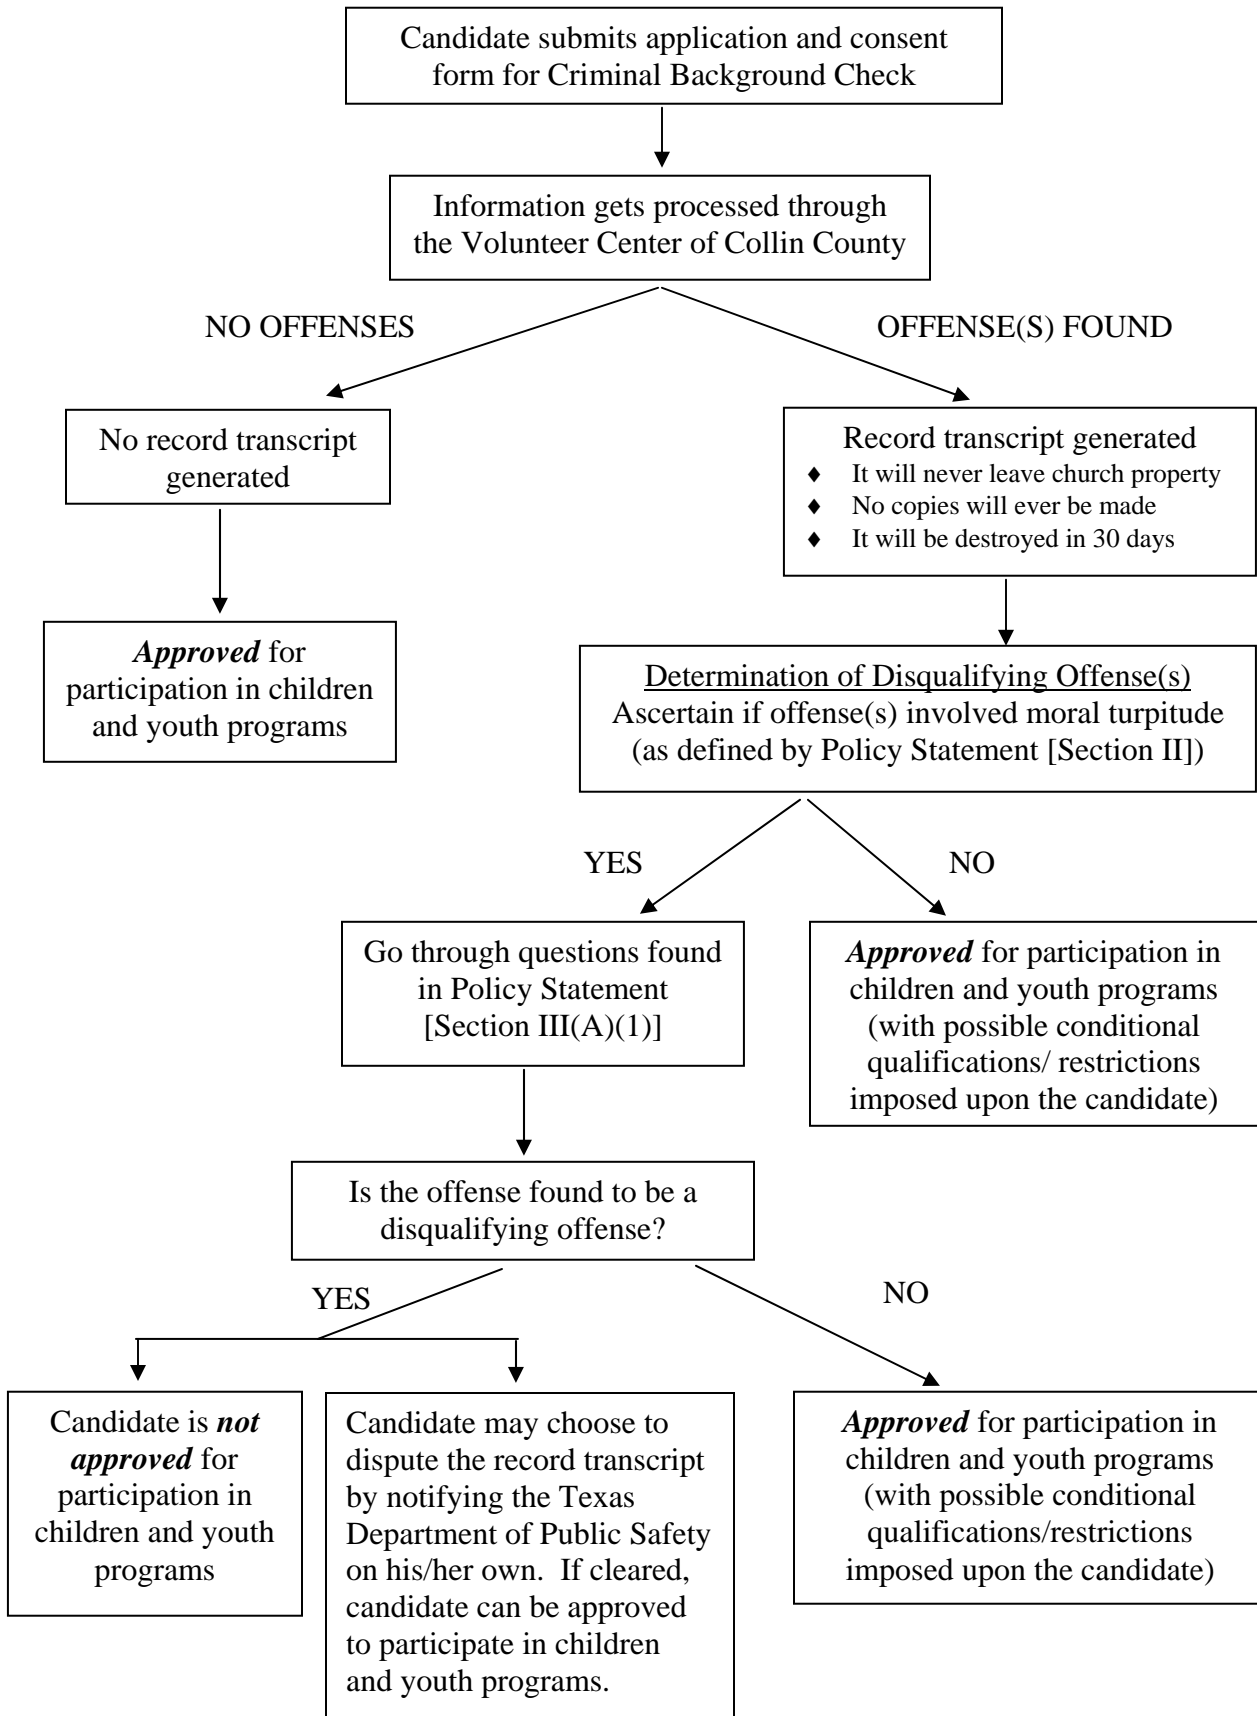 Candidate submits application and consent
form for Criminal Background Check
Information gets processed through
the Volunteer Center of Collin County
NO OFFENSES
OFFENSE(S) FOUND
No record transcript
generated
Record transcript generated
♦ It will never leave church property
♦ No copies will ever be made
♦ It will be destroyed in 30 days
Approved for
participation in children
and youth programs
Determination of Disqualifying Offense(s)
Ascertain if offense(s) involved moral turpitude
(as defined by Policy Statement [Section II])
YES
NO
Go through questions found
in Policy Statement
[Section III(A)(1)]
Approved for participation in
children and youth programs
(with possible conditional
qualifications/ restrictions
imposed upon the candidate)
Is the offense found to be a
disqualifying offense?
YES
NO
Candidate is not
approved for
participation in
children and youth
programs
Candidate may choose to
dispute the record transcript
by notifying the Texas
Department of Public Safety
on his/her own.  If cleared,
candidate can be approved
to participate in children
and youth programs.
Approved for participation in
children and youth programs
(with possible conditional
qualifications/restrictions
imposed upon the candidate)